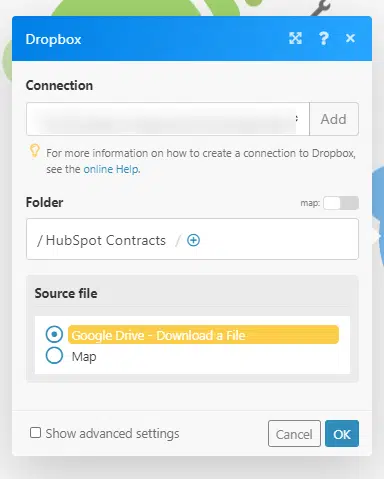 Dropbox
Connection
Add
For more information on how to create a connection to Dropbox,
see the online Help.
Folder
map:
/ HubSpot Contracts /
Source file
Google Drive - Download a File
Map
Show advanced settings
Cancel
OK